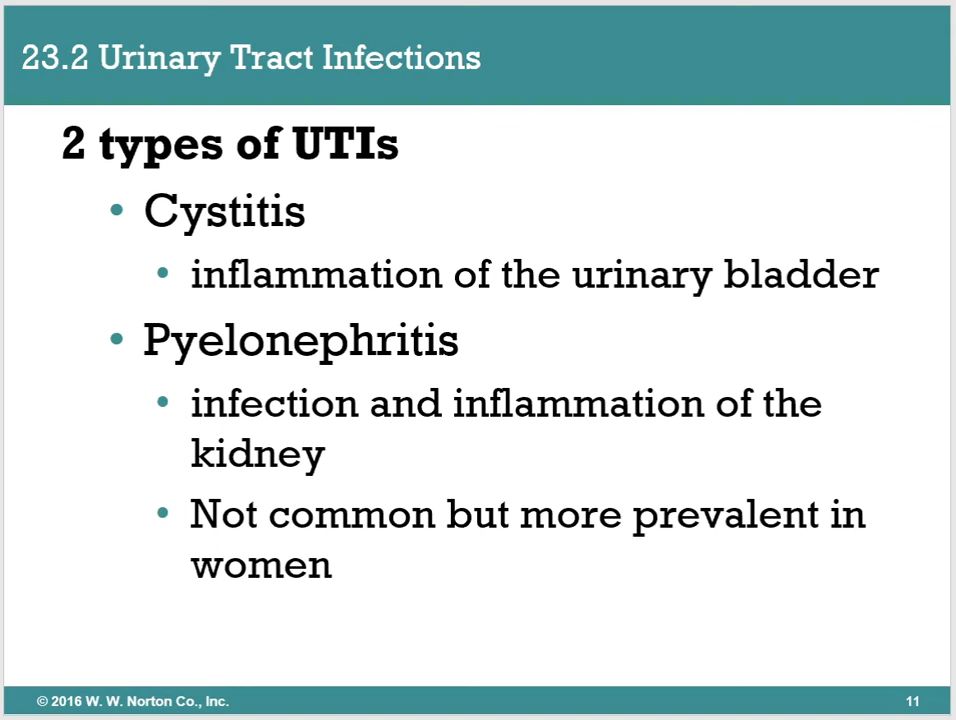 23.2 Urinary Tract Infections
2 types of UTIs
• Cystitis
• inflammation of the urinary bladder
• Pyelonephritis
• infection and inflammation of the
kidney
• Not common but more prevalent in
women
© 2016 W. W. Norton Co., Inc.
11